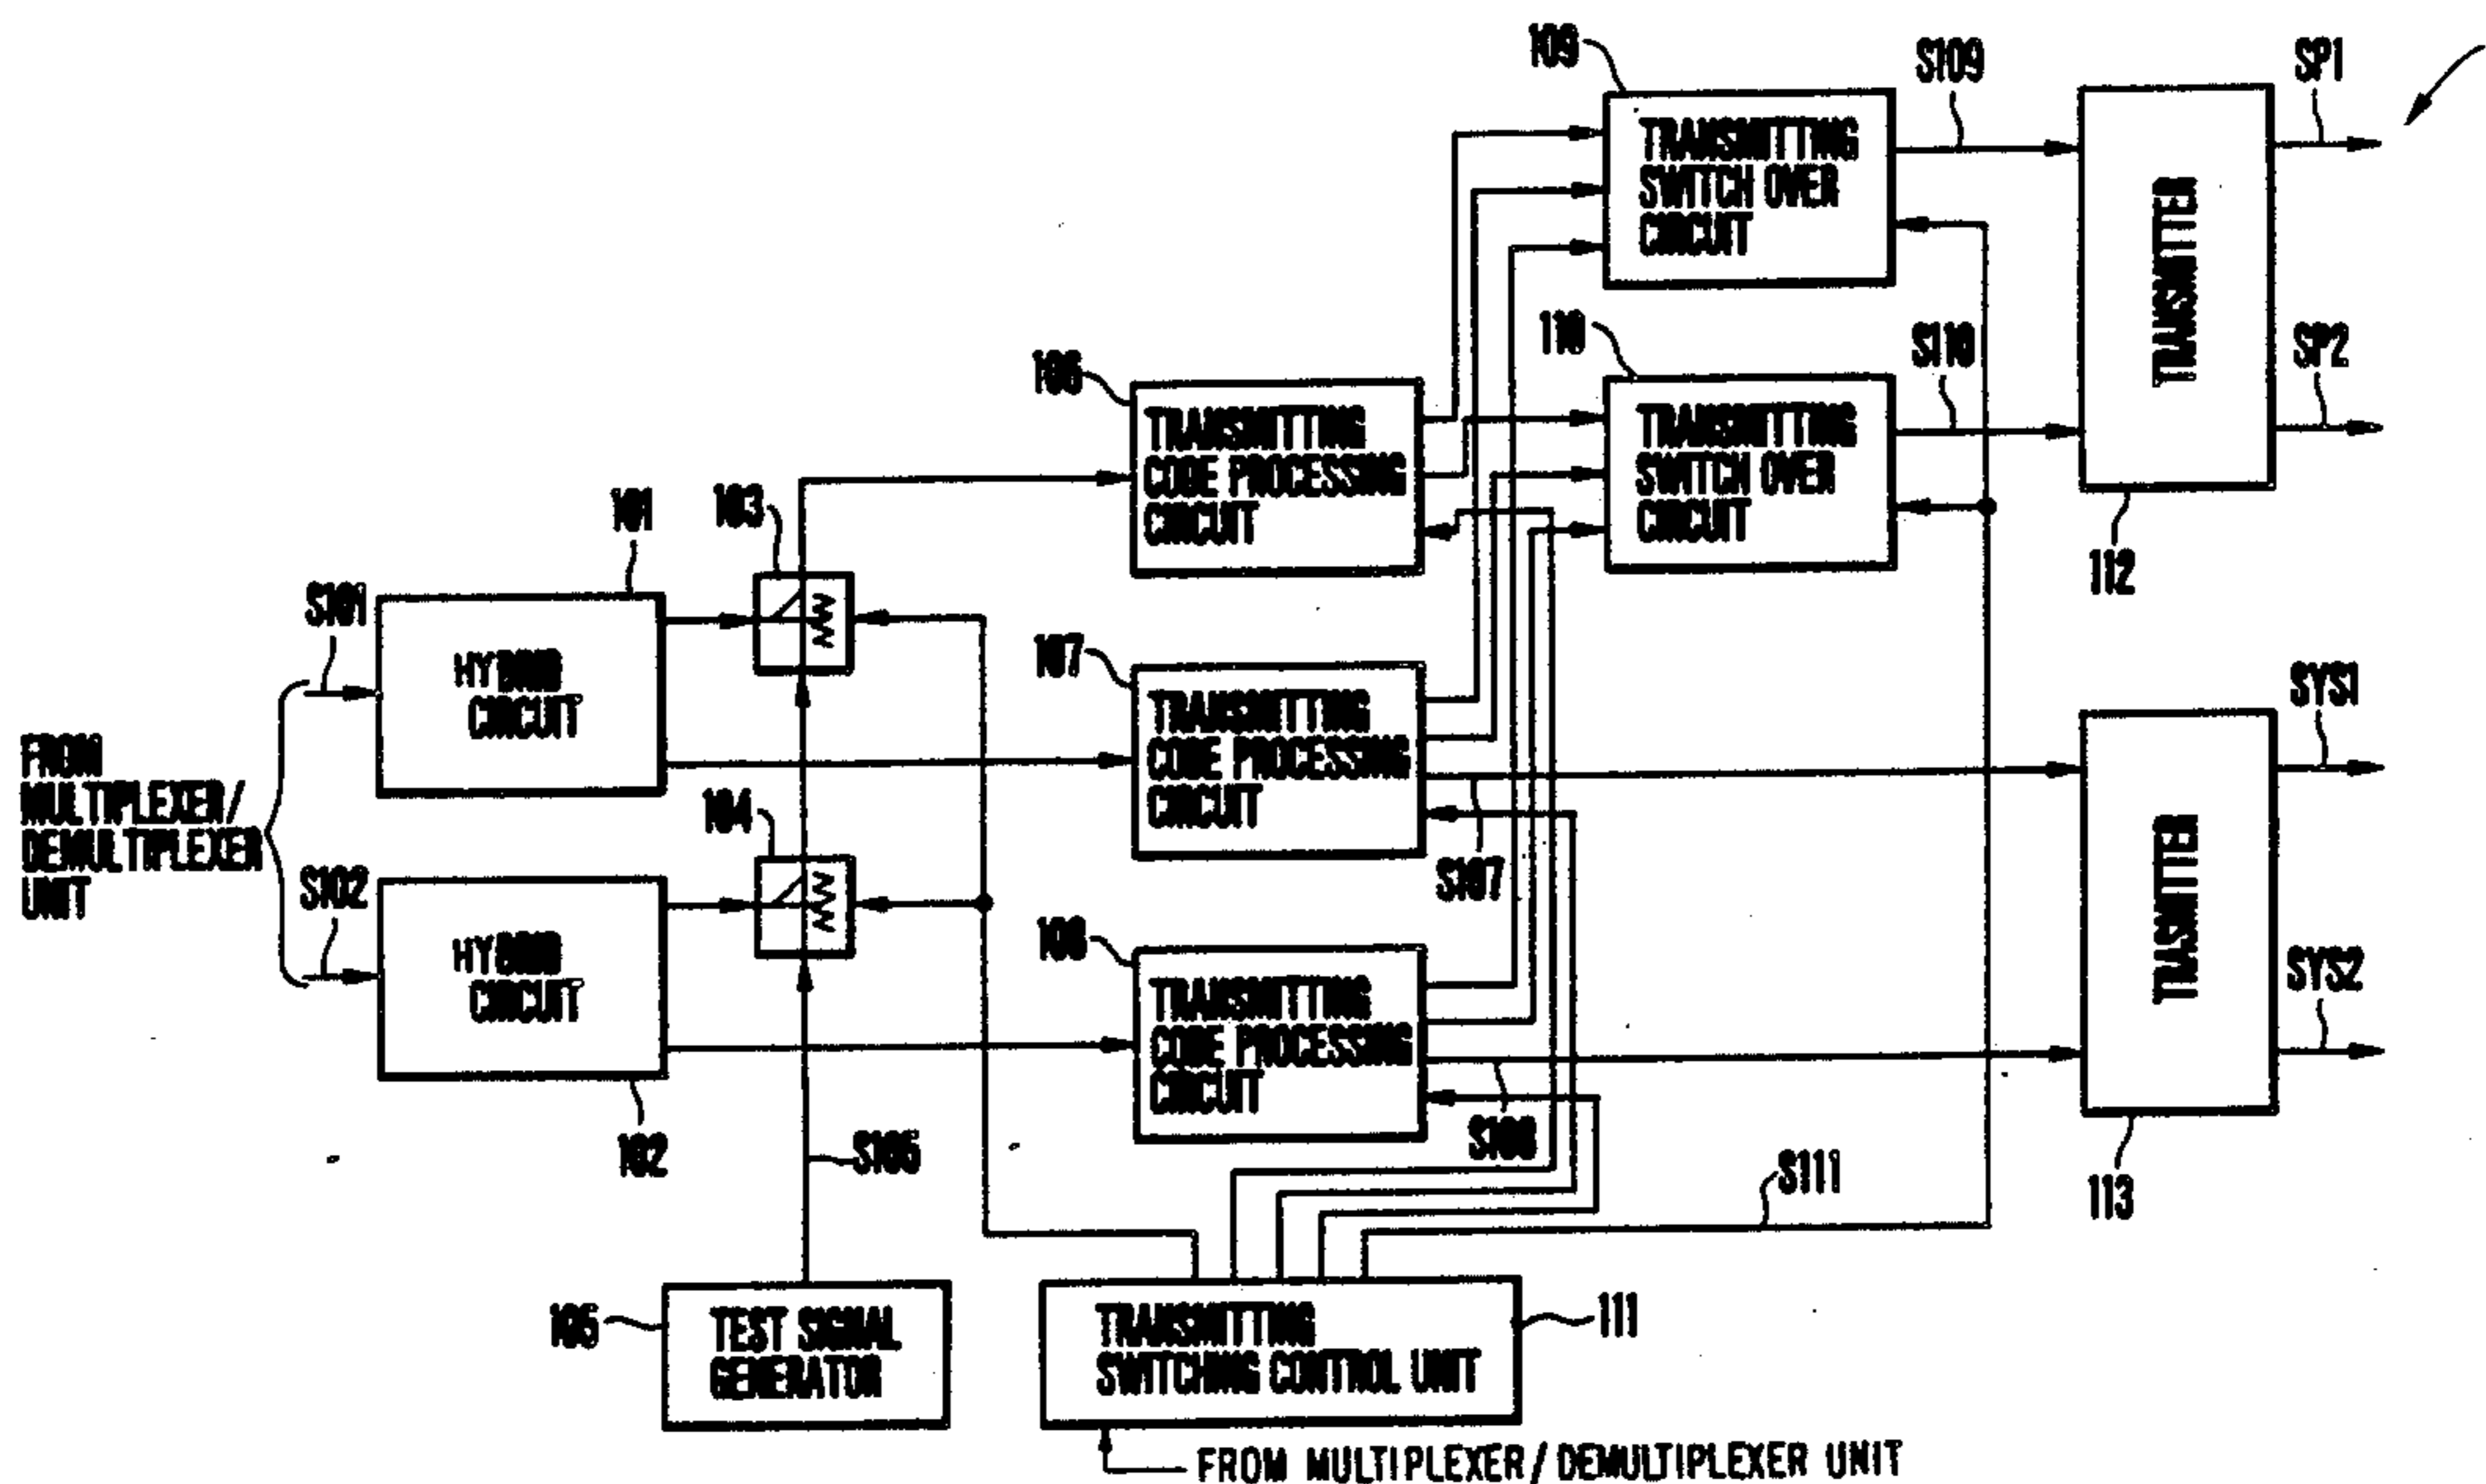 109
S109
SP1
TRANSMITTING
SWITCH OVER
CIRCUIT
TRANSMITTER
SP2
112
110
S110
TRANSMITTING
SWITCH OVER
CIRCUIT
106
TRANSMITTING
CODE PROCESSING
CIRCUIT
101
103
S101
HYBRID
CIRCUIT
107
TRANSMITTING
CODE PROCESSING
CIRCUIT
S107
SYS1
TRANSMITTER
SYS2
113
FROM
MULTIPLEXER/
DEMULTIPLEXER
UNIT
104
S102
HYBRID
CIRCUIT
102
108
TRANSMITTING
CODE PROCESSING
CIRCUIT
S108
S105
S111
105
TEST SIGNAL
GENERATOR
TRANSMITTING
SWITCHING CONTROL UNIT
111
FROM MULTIPLEXER/DEMULTIPLEXER UNIT